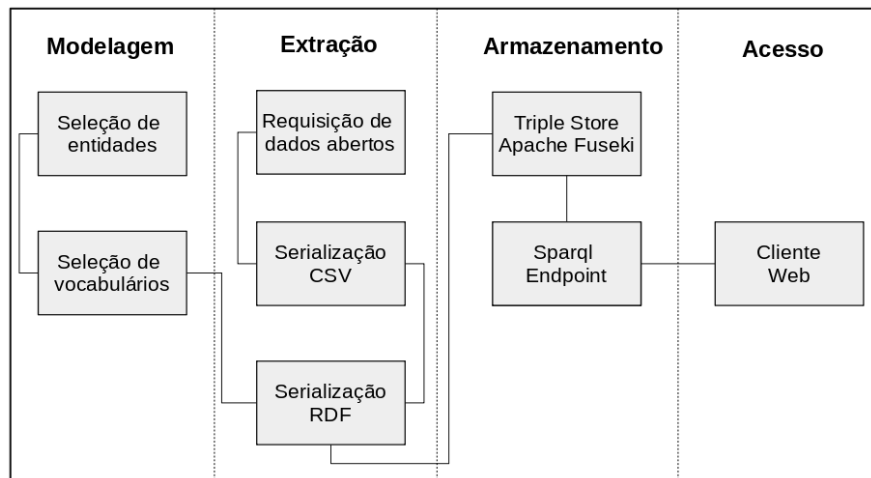 Modelagem
Extração
Armazenamento
Acesso
Seleção de
entidades
Seleção de
vocabulários
Requisição de
dados abertos
Serialização
CSV
Serialização
RDF
Triple Store
Apache Fuseki
Sparql
Endpoint
Cliente
Web